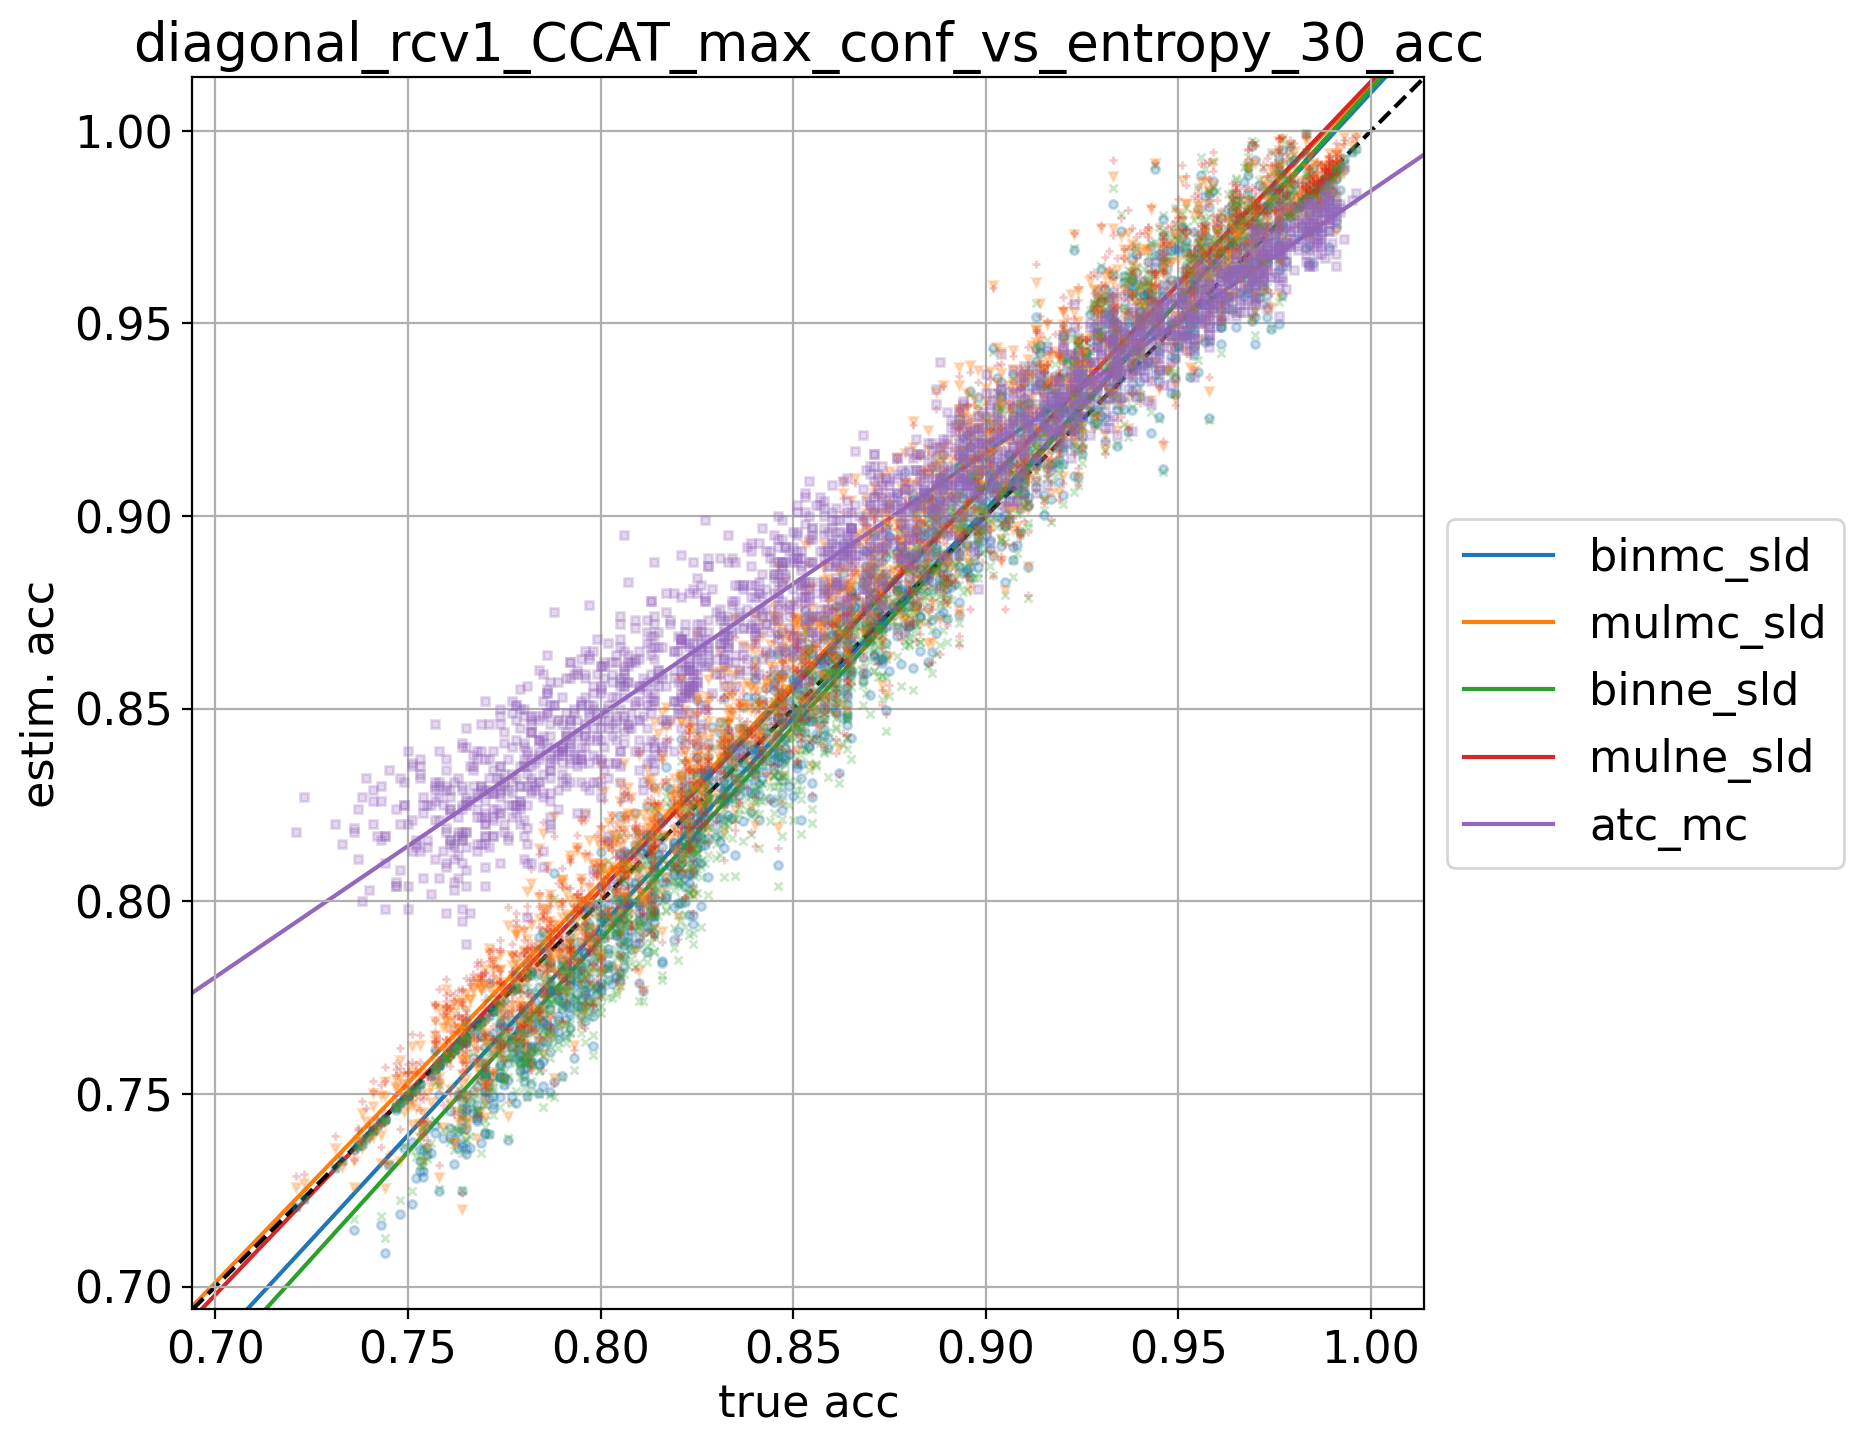 diagonal_rcv1_CCAT_max_conf_vs_entropy_30_acc
1.00
0.95
0.90
0.85
0.80
0.75
0.70
estim. acc
0.70 0.75 0.80 0.85 0.90 0.95 1.00
true acc
binmc_sld
mulmc_sld
binne_sld
mulne_sld
atc_mc